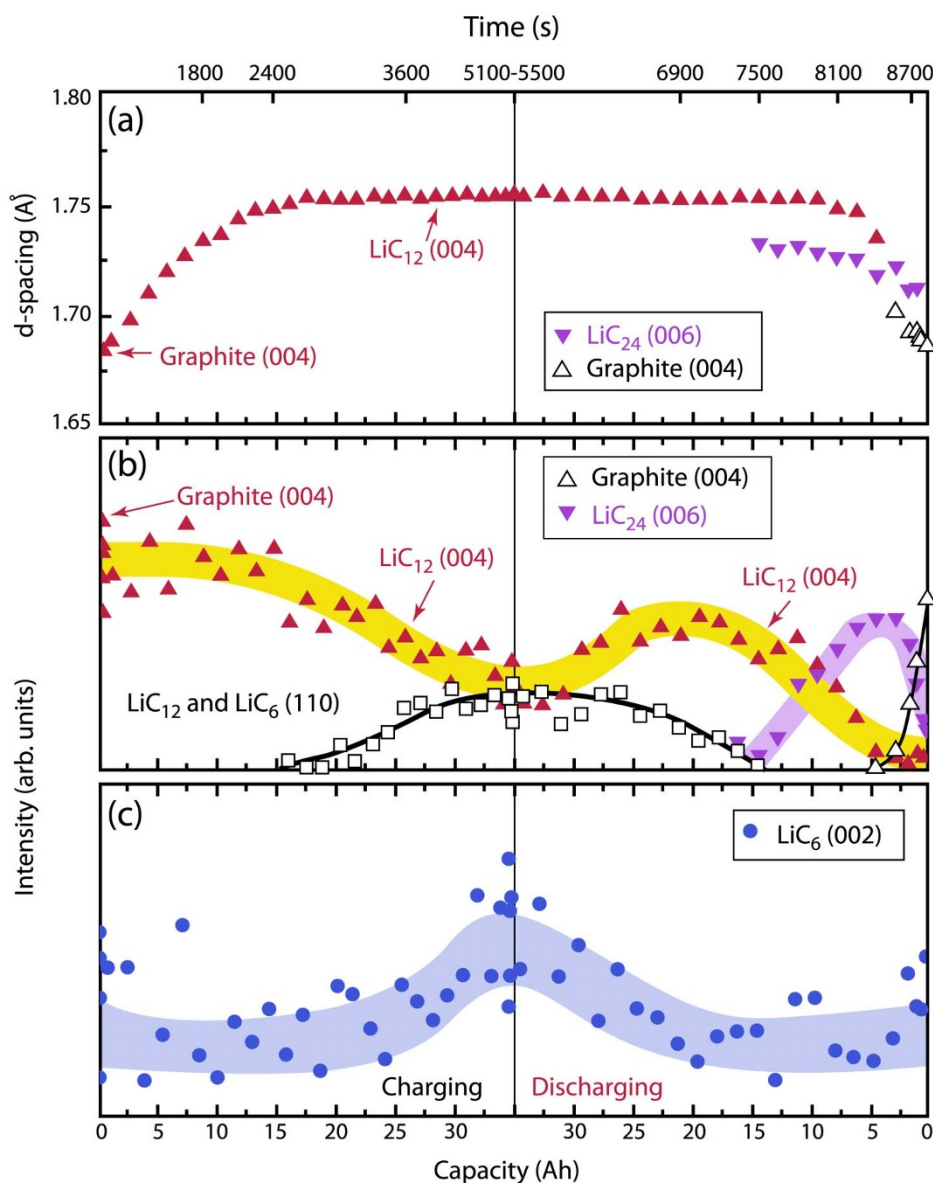 Time (s)
1800 2400 3600 5100-5500 6900 7500 8100 8700
(a)
1.80
1.75
1.70
1.65
d-spacing (Å)
LiC₁₂ (004)
Graphite (004)
LiC₂₄ (006)
Graphite (004)
(b)
Graphite (004)
LiC₁₂ (004)
Graphite (004)
LiC₂₄ (006)
LiC₁₂ (004)
LiC₁₂ and LiC₆ (110)
Intensity (arb. units)
(c)
LiC₆ (002)
Charging
Discharging
0 5 10 15 20 25 30 30 25 20 15 10 5 0
Capacity (Ah)